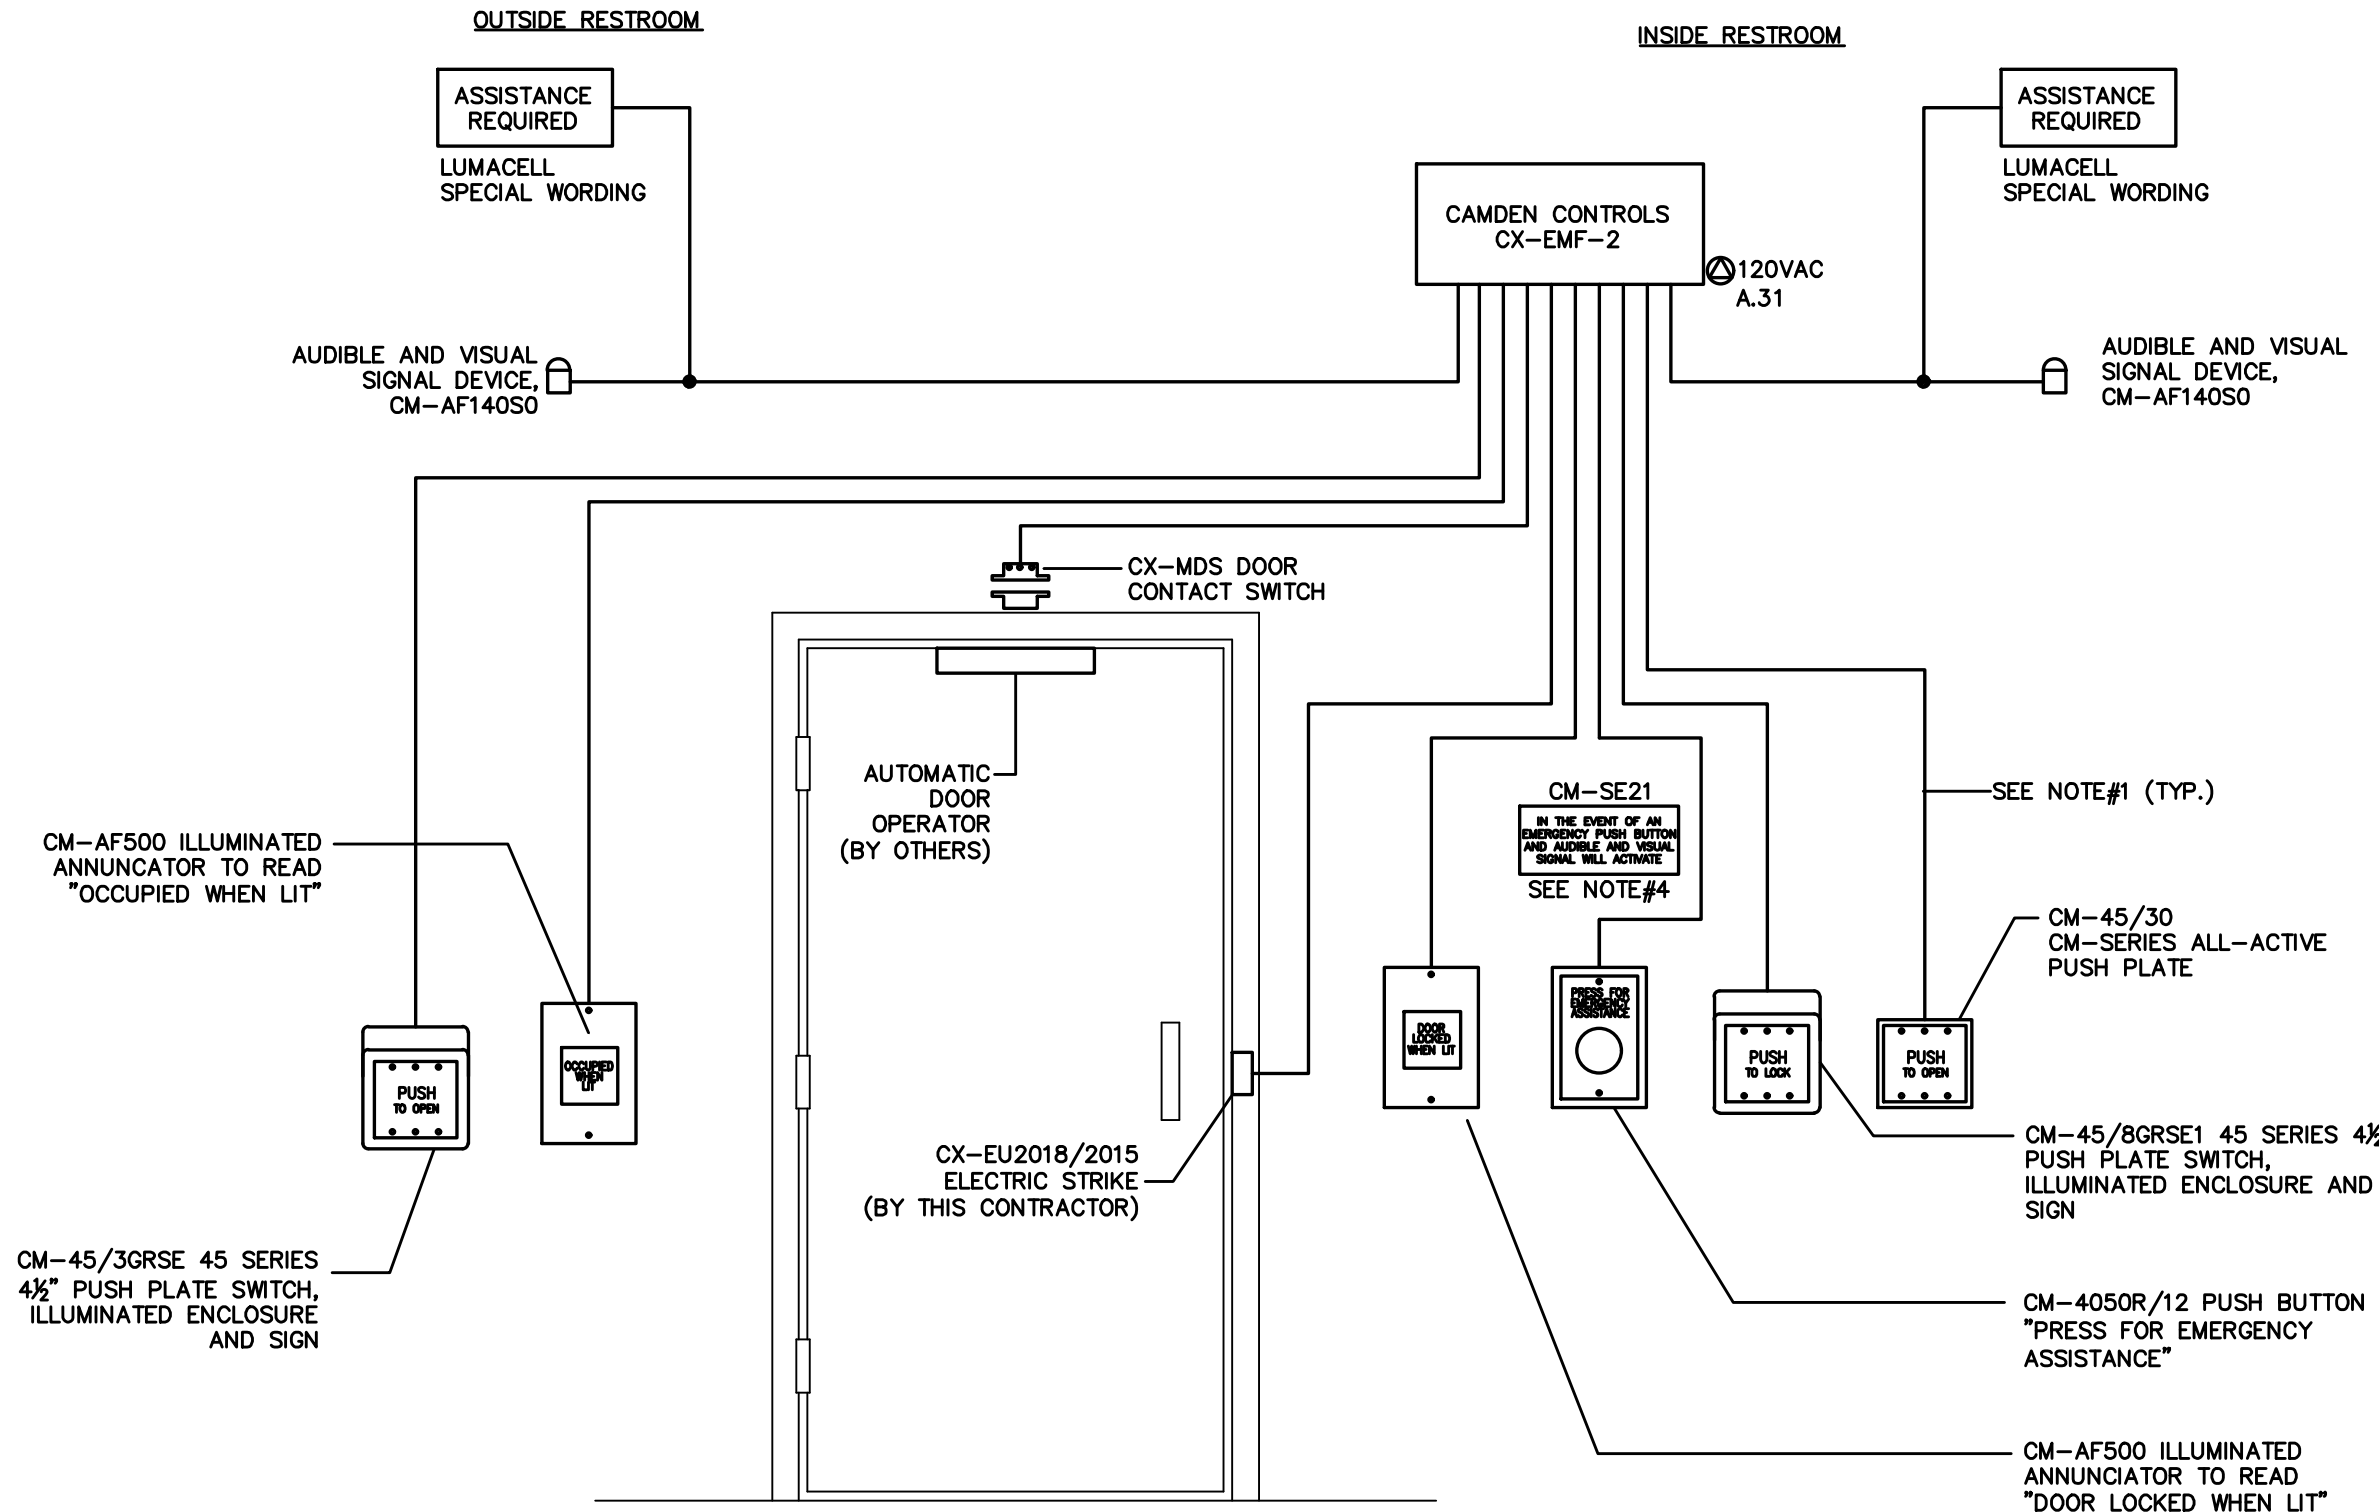 OUTSIDE RESTROOM
INSIDE RESTROOM
ASSISTANCE
REQUIRED
LUMACELL
SPECIAL WORDING
ASSISTANCE
REQUIRED
LUMACELL
SPECIAL WORDING
CAMDEN CONTROLS
CX-EMF-2
120VAC
A.31
AUDIBLE AND VISUAL
SIGNAL DEVICE,
CM-AF140SO
AUDIBLE AND VISUAL
SIGNAL DEVICE,
CM-AF140SO
CX-MDS DOOR
CONTACT SWITCH
AUTOMATIC
DOOR
OPERATOR
(BY OTHERS)
CM-SE21
IN THE EVENT OF AN
EMERGENCY PUSH BUTTON
AND AUDIBLE AND VISUAL
SIGNAL WILL ACTIVATE
SEE NOTE#4
SEE NOTE#1 (TYP.)
CM-AF500 ILLUMINATED
ANNUNCATOR TO READ
"OCCUPIED WHEN LIT"
CM-45/30
CM-SERIES ALL-ACTIVE
PUSH PLATE
PUSH
TO OPEN
OCCUPIED
WHEN
LIT
DOOR
LOCKED
WHEN LIT
PRESS FOR
EMERGENCY
ASSISTANCE
PUSH
TO LOCK
PUSH
TO OPEN
CX-EU2018/2015
ELECTRIC STRIKE
(BY THIS CONTRACTOR)
CM-45/8GRSE1 45 SERIES 4½
PUSH PLATE SWITCH,
ILLUMINATED ENCLOSURE AND
SIGN
CM-45/3GRSE 45 SERIES
4½" PUSH PLATE SWITCH,
ILLUMINATED ENCLOSURE
AND SIGN
CM-4050R/12 PUSH BUTTON
"PRESS FOR EMERGENCY
ASSISTANCE"
CM-AF500 ILLUMINATED
ANNUNCIATOR TO READ
"DOOR LOCKED WHEN LIT"